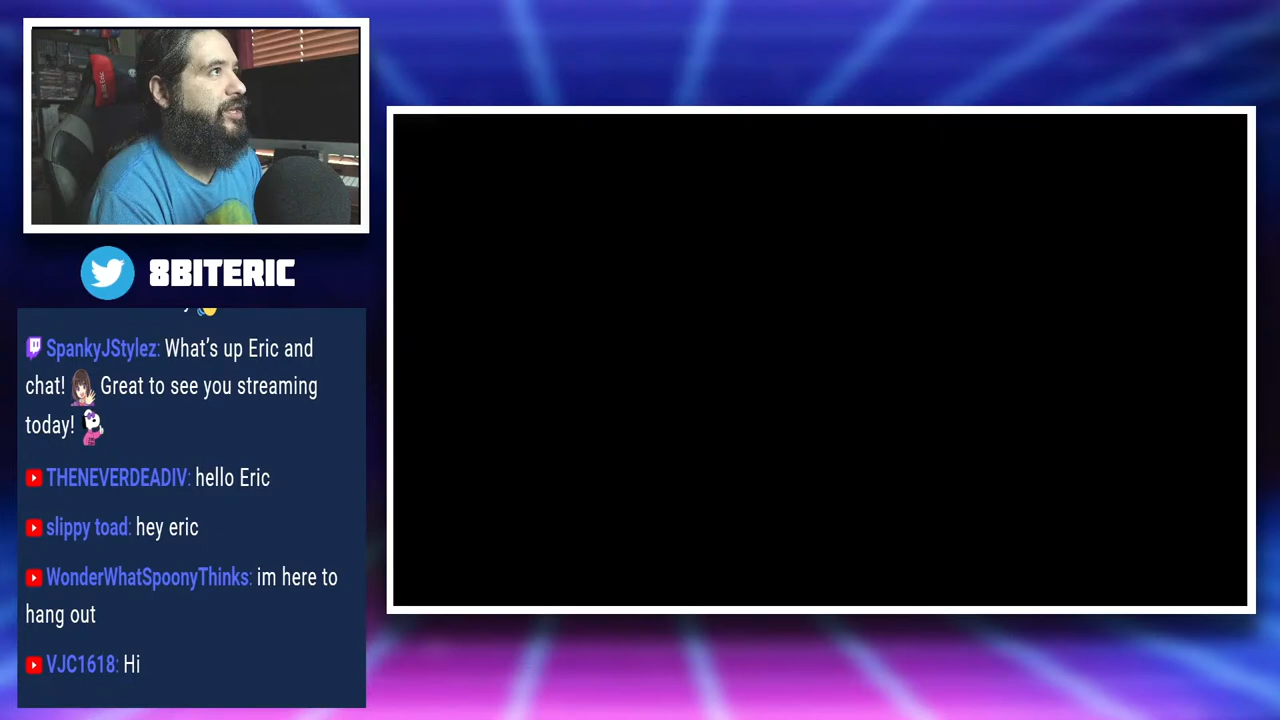 8BITERIC
SpankyJStylez: What's up Eric and
chat! Great to see you streaming
today!
THENEVERDEADIV: hello Eric
slippy toad: hey eric
WonderWhatSpoonyThinks: im here to
hang out
VJC1618: Hi